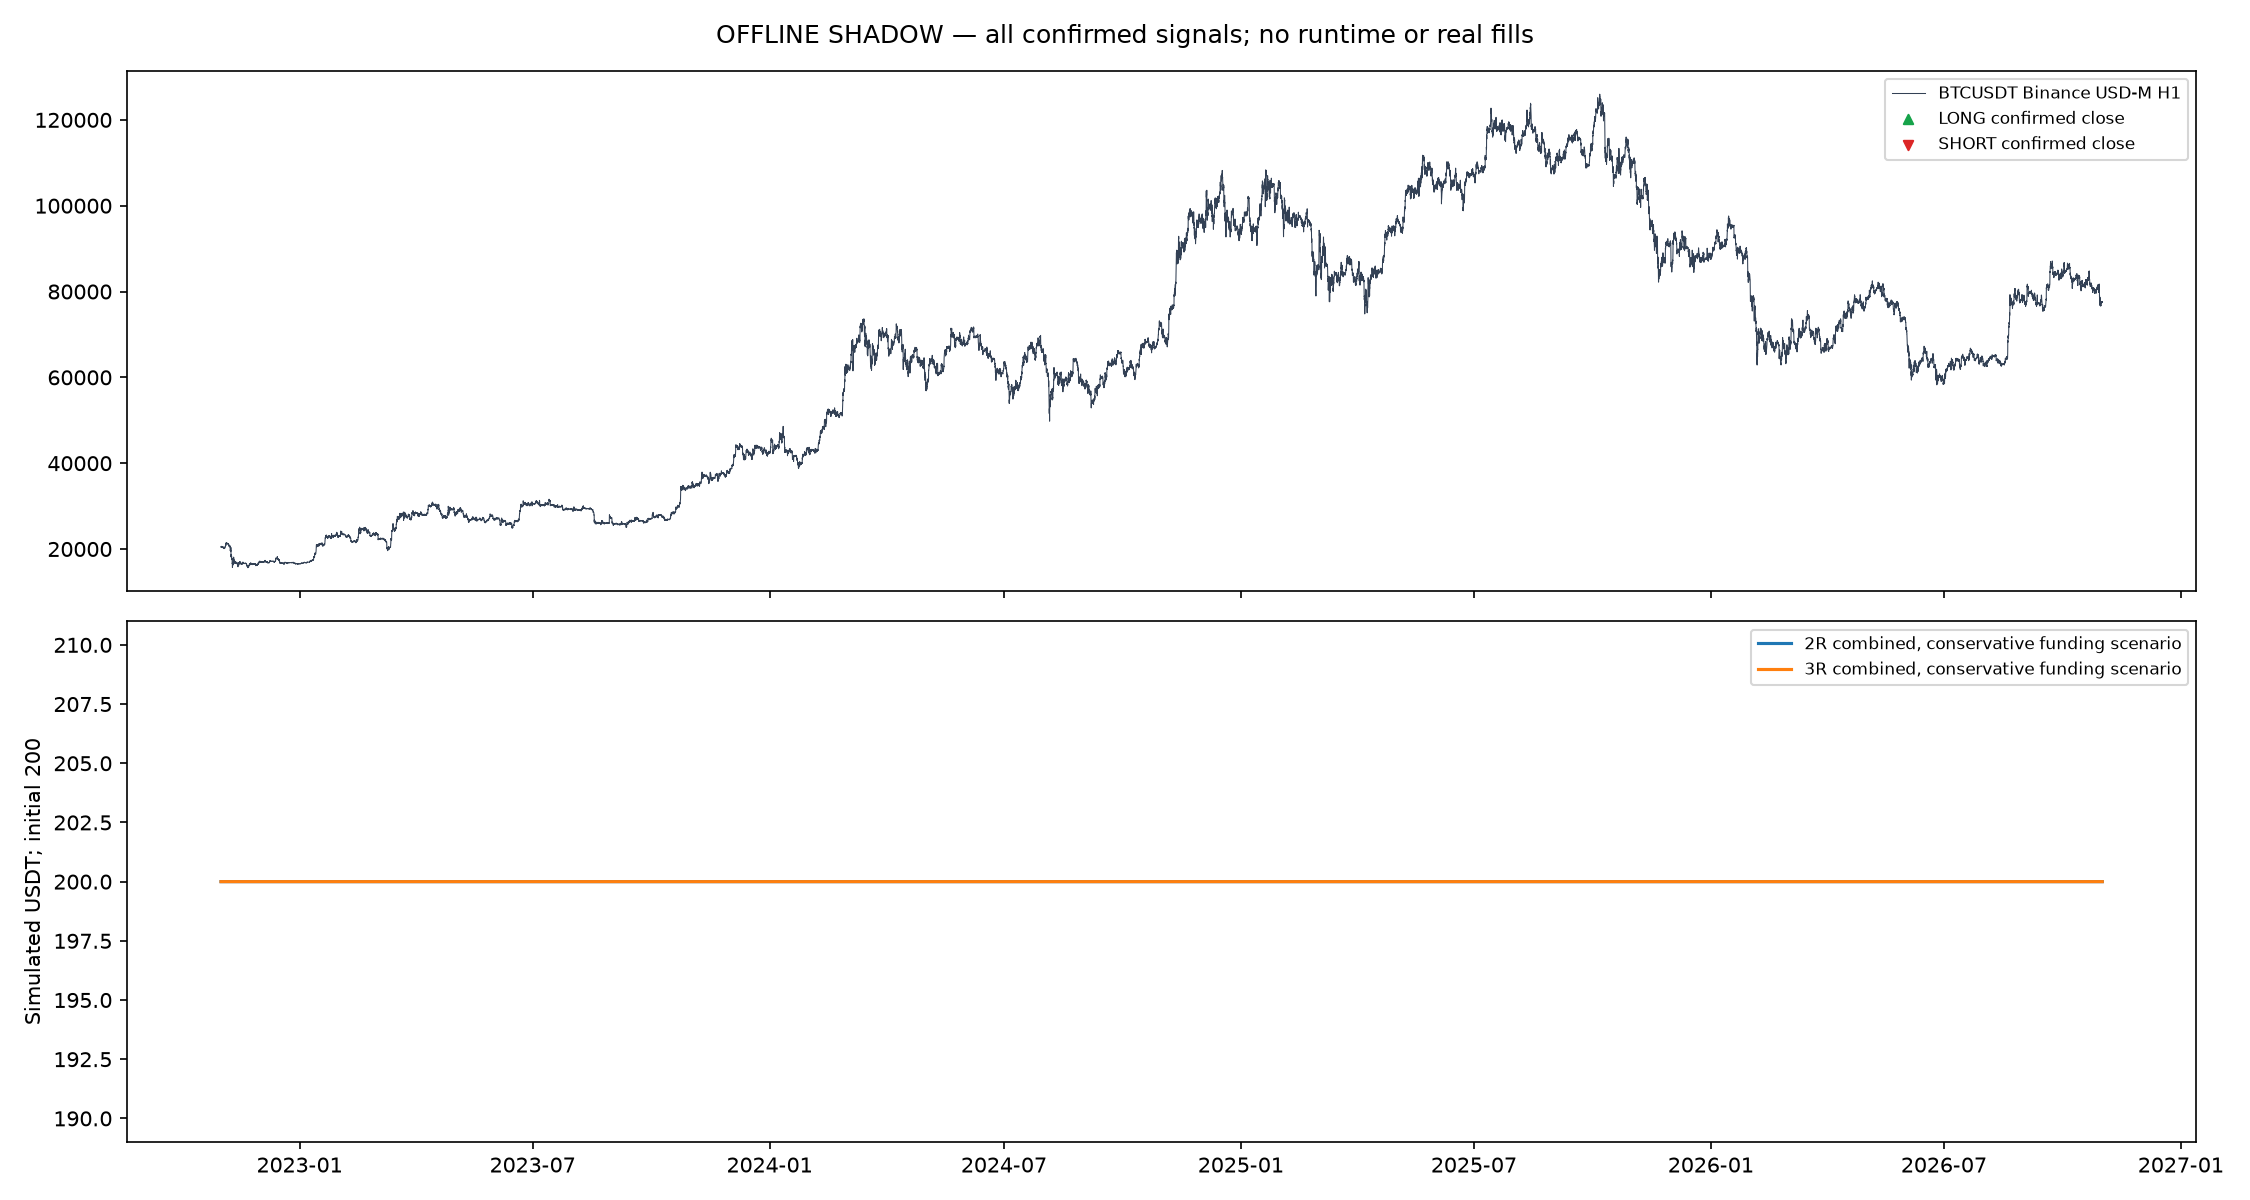 OFFLINE SHADOW — all confirmed signals; no runtime or real fills
BTCUSDT Binance USD-M H1
LONG confirmed close
SHORT confirmed close
120000
100000
80000
60000
40000
20000
2R combined, conservative funding scenario
3R combined, conservative funding scenario
Simulated USDT; initial 200
210.0
207.5
205.0
202.5
200.0
197.5
195.0
192.5
190.0
2023-01 2023-07 2024-01 2024-07 2025-01 2025-07 2026-01 2026-07 2027-01